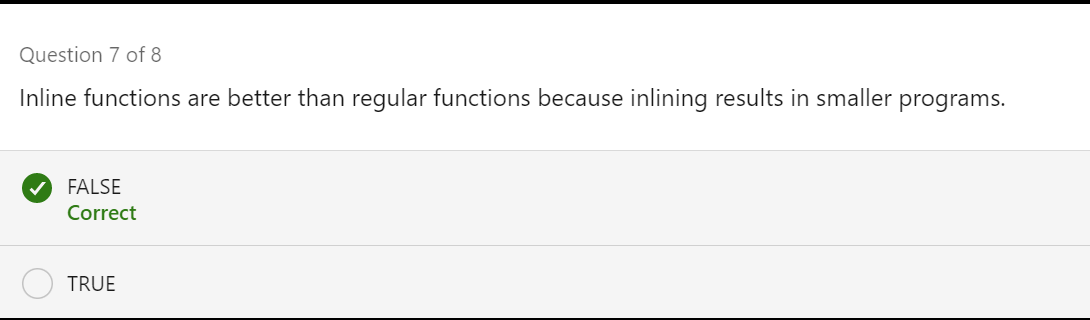 Question 7 of 8
Inline functions are better than regular functions because inlining results in smaller programs.
FALSE
Correct
TRUE